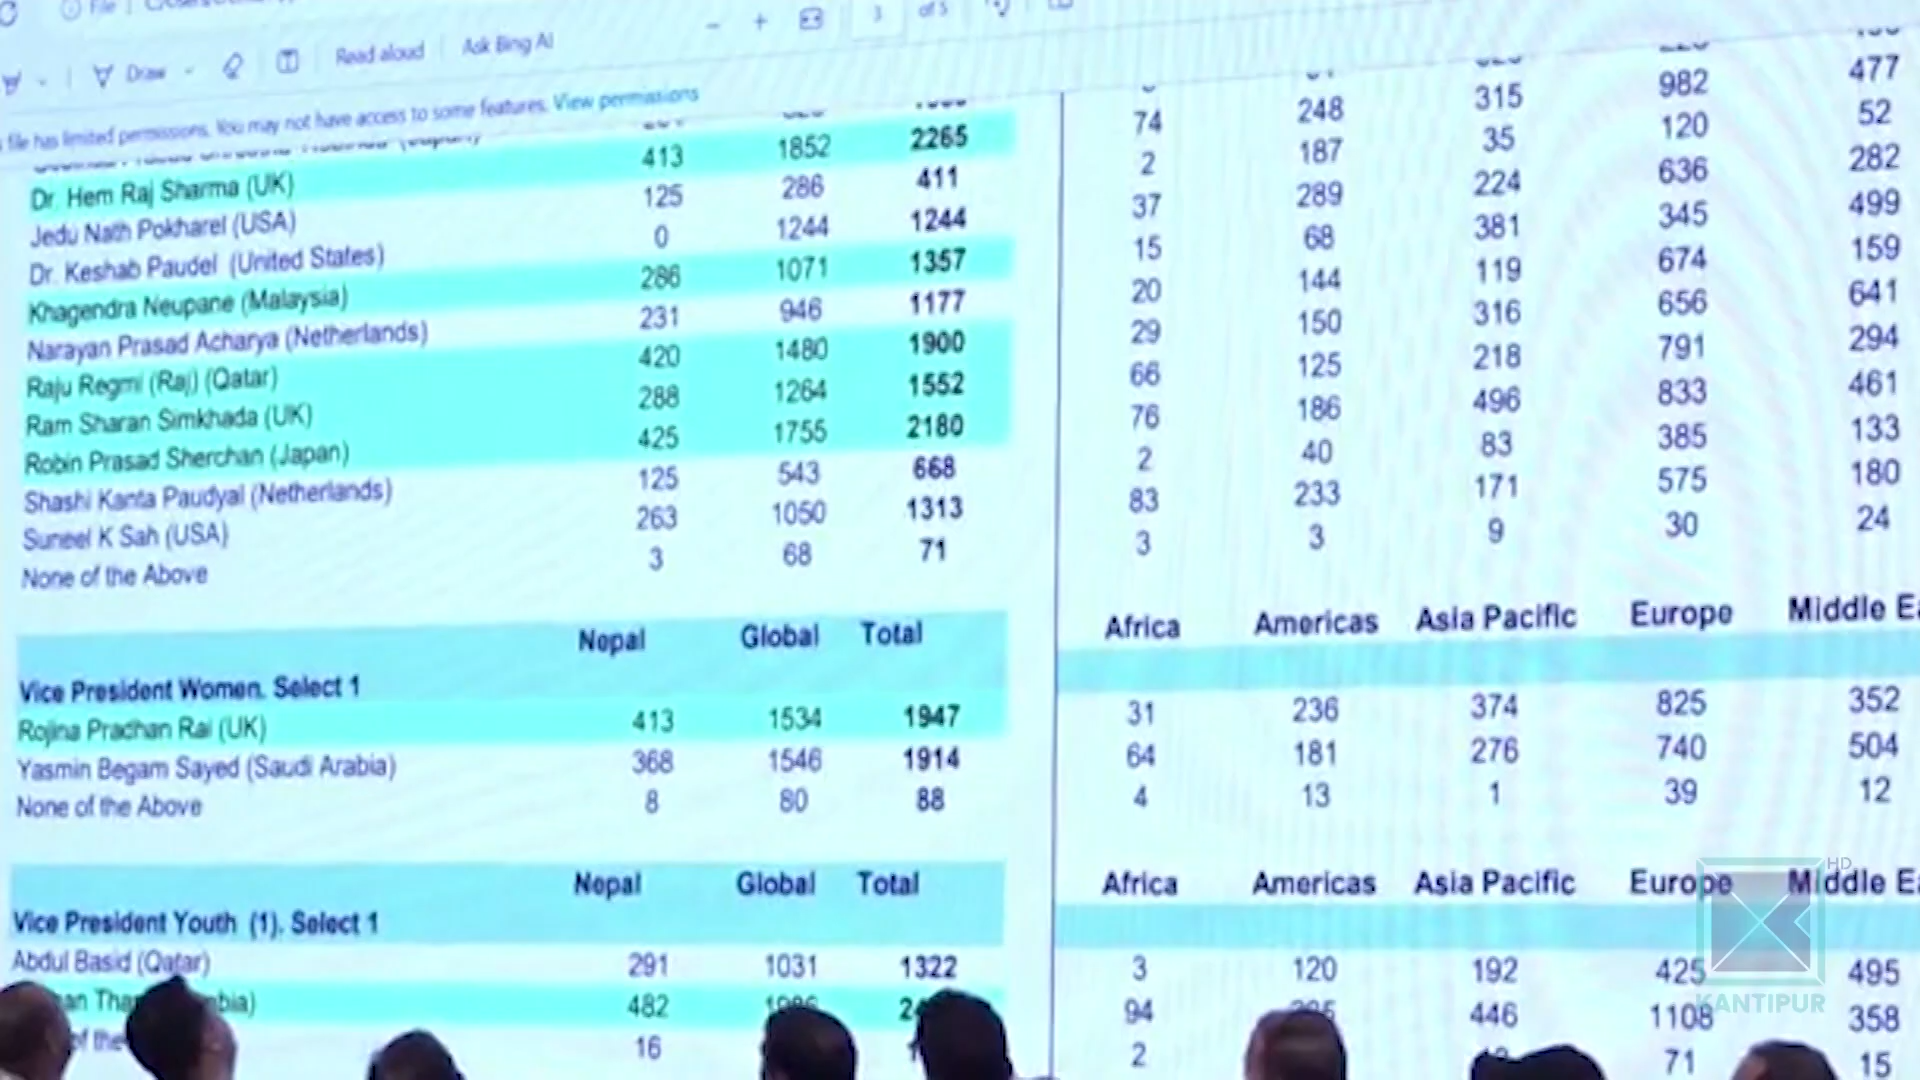 File
3 of 5
Draw Read aloud Ask Bing AI
file has limited permissions. You may not have access to some features. View permissions
Dr. Hem Raj Sharma (UK) 413 1852 2265 74 248 315 982 477
Jedu Nath Pokharel (USA) 125 286 411 2 187 35 120 52
Dr. Keshab Paudel (United States) 0 1244 1244 37 289 224 636 282
Khagendra Neupane (Malaysia) 286 1071 1357 15 68 381 345 499
Narayan Prasad Acharya (Netherlands) 231 946 1177 20 144 119 674 159
Raju Regmi (Raj) (Qatar) 420 1480 1900 29 150 316 656 641
Ram Sharan Simkhada (UK) 288 1264 1552 66 125 218 791 294
Robin Prasad Sherchan (Japan) 425 1755 2180 76 186 496 833 461
Shashi Kanta Paudyal (Netherlands) 125 543 668 2 40 83 385 133
Suneel K Sah (USA) 263 1050 1313 83 233 171 575 180
None of the Above 3 68 71 3 3 9 30 24
Nepal Global Total Africa Americas Asia Pacific Europe Middle Ea
Vice President Women. Select 1
Rojina Pradhan Rai (UK) 413 1534 1947 31 236 374 825 352
Yasmin Begam Sayed (Saudi Arabia) 368 1546 1914 64 181 276 740 504
None of the Above 8 80 88 4 13 1 39 12
Nepal Global Total Africa Americas Asia Pacific Europe Middle Ea
Vice President Youth (1). Select 1
Abdul Basid (Qatar) 291 1031 1322 3 120 192 425 495
482 94 446 1108 358
of the 16 2 71 15
HD
KANTIPUR